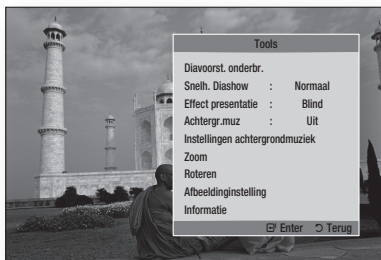 Tools
Diavoorst. onderbr.
Snelh. Diashow : Normaal
Effect presentatie : Blind
Achtergr.muz : Uit
Instellingen achtergrondmuziek
Zoom
Roteren
Afbeeldinginstelling
Informatie
Enter Terug